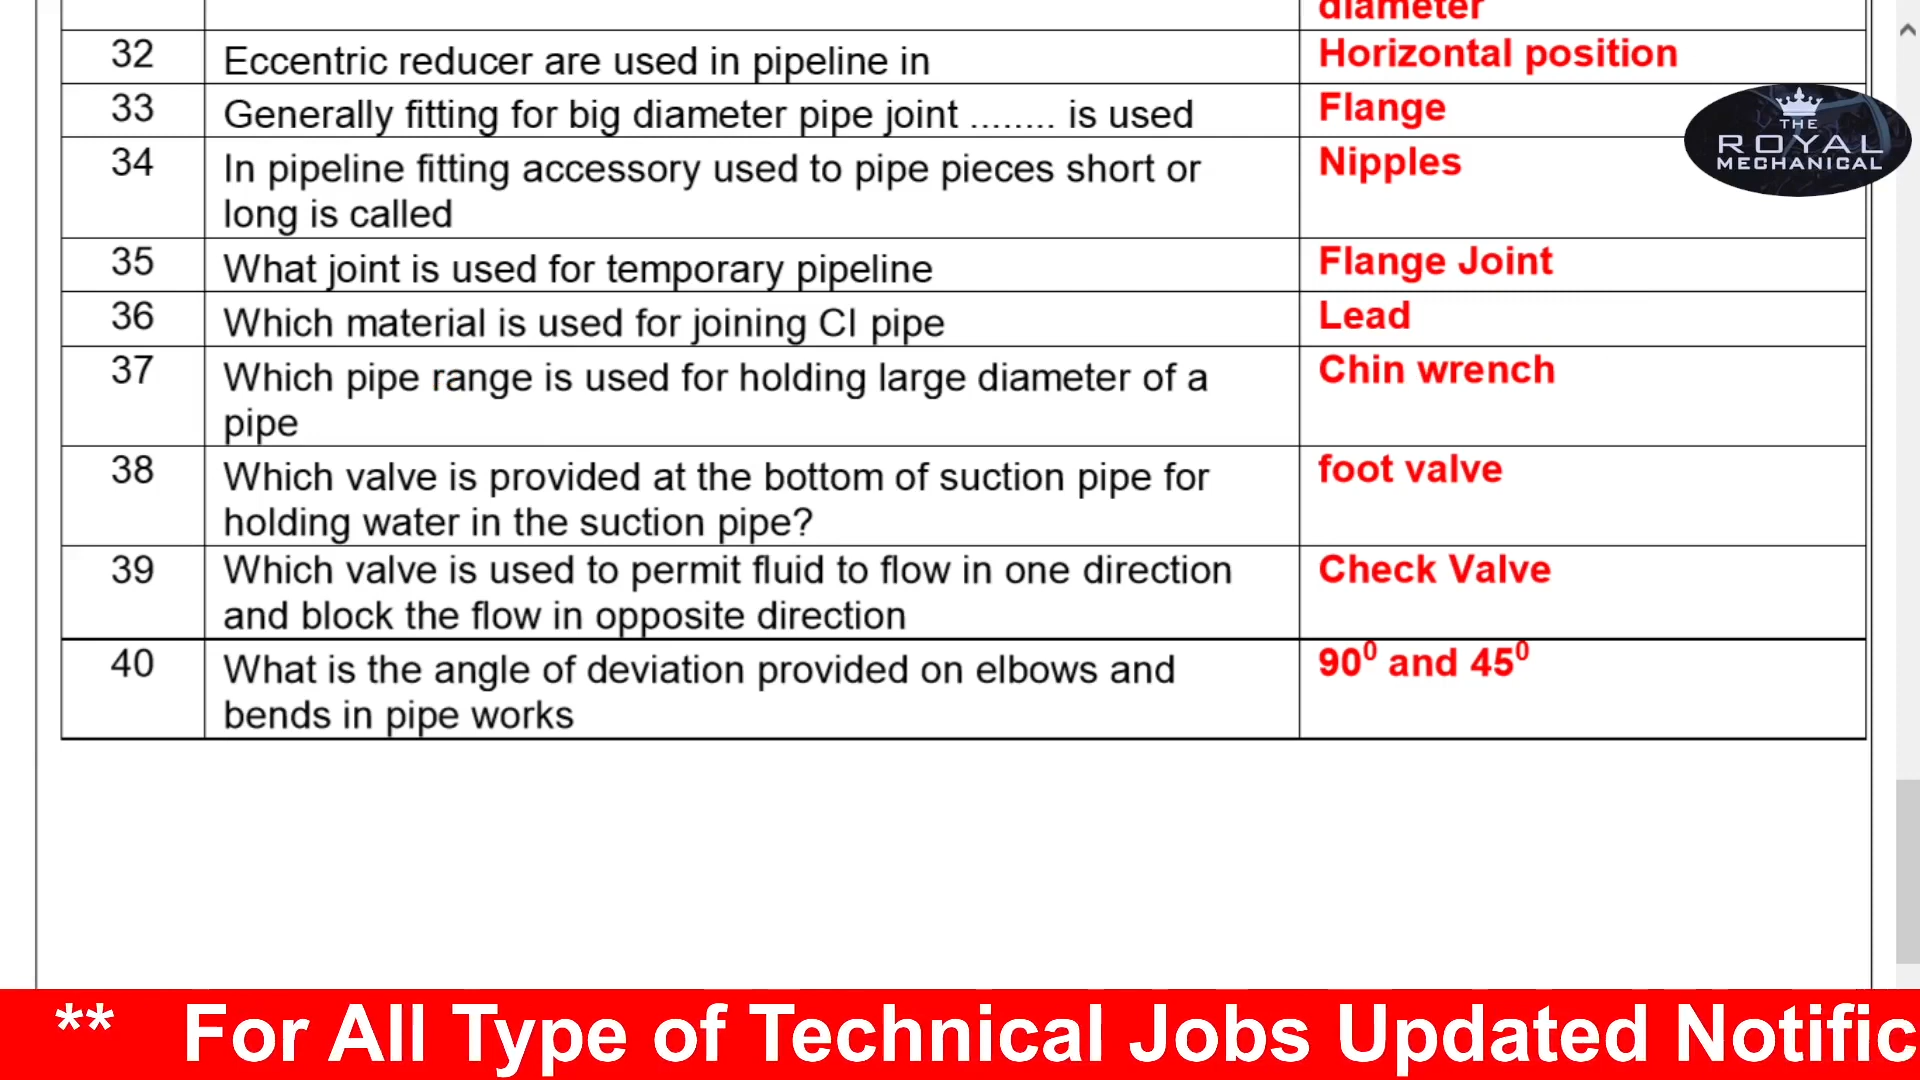 diameter
32 Eccentric reducer are used in pipeline in Horizontal position
33 Generally fitting for big diameter pipe joint ........ is used Flange
34 In pipeline fitting accessory used to pipe pieces short or Nipples
long is called
35 What joint is used for temporary pipeline Flange Joint
36 Which material is used for joining CI pipe Lead
37 Which pipe range is used for holding large diameter of a Chin wrench
pipe
38 Which valve is provided at the bottom of suction pipe for foot valve
holding water in the suction pipe?
39 Which valve is used to permit fluid to flow in one direction Check Valve
and block the flow in opposite direction
40 What is the angle of deviation provided on elbows and 90⁰ and 45⁰
bends in pipe works
THE
ROYAL
MECHANICAL
** For All Type of Technical Jobs Updated Notific